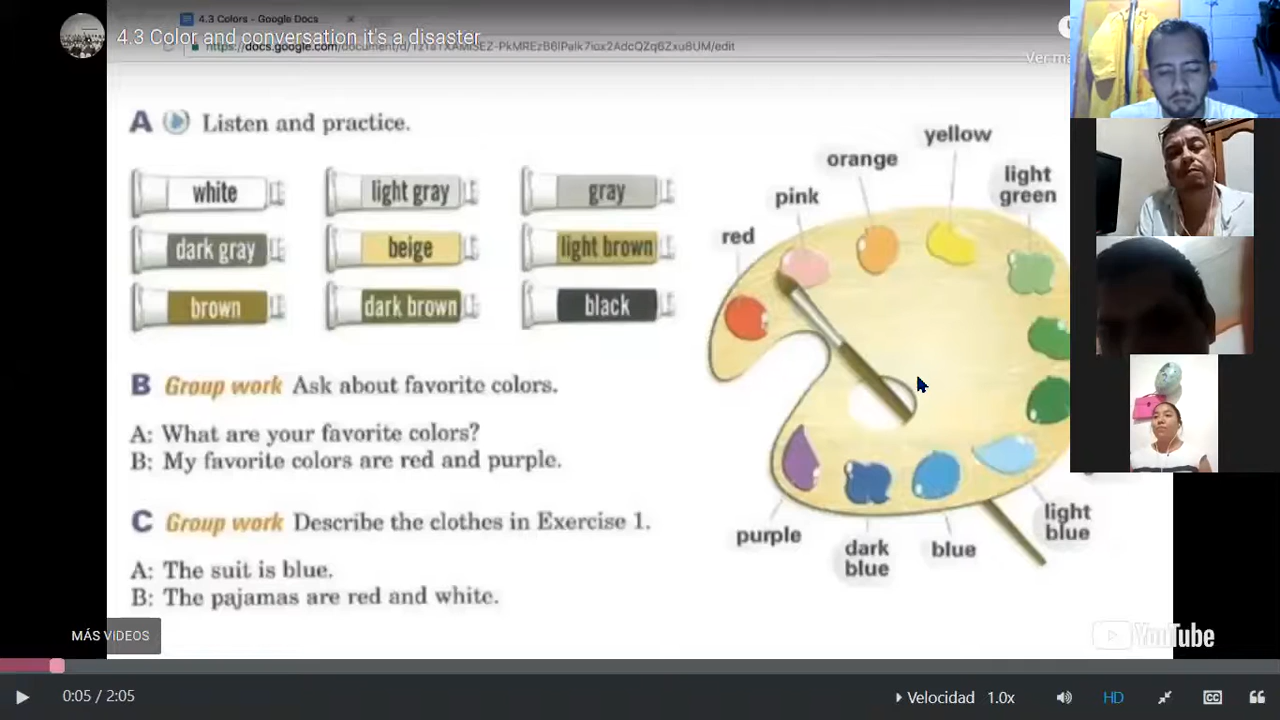 4.3 Colors - Google Docs
4.3 Color and conversation it's a disaster
Ver má
A Listen and practice.
white
light gray
gray
dark gray
beige
light brown
brown
dark brown
black
yellow
orange
light
green
pink
red
B Group work Ask about favorite colors.
A: What are your favorite colors?
B: My favorite colors are red and purple.
C Group work Describe the clothes in Exercise 1.
A: The suit is blue.
B: The pajamas are red and white.
purple
dark
blue
blue
light
blue
MÁS VIDEOS
YouTube
0:05 / 2:05
Velocidad 1.0x
HD
CC